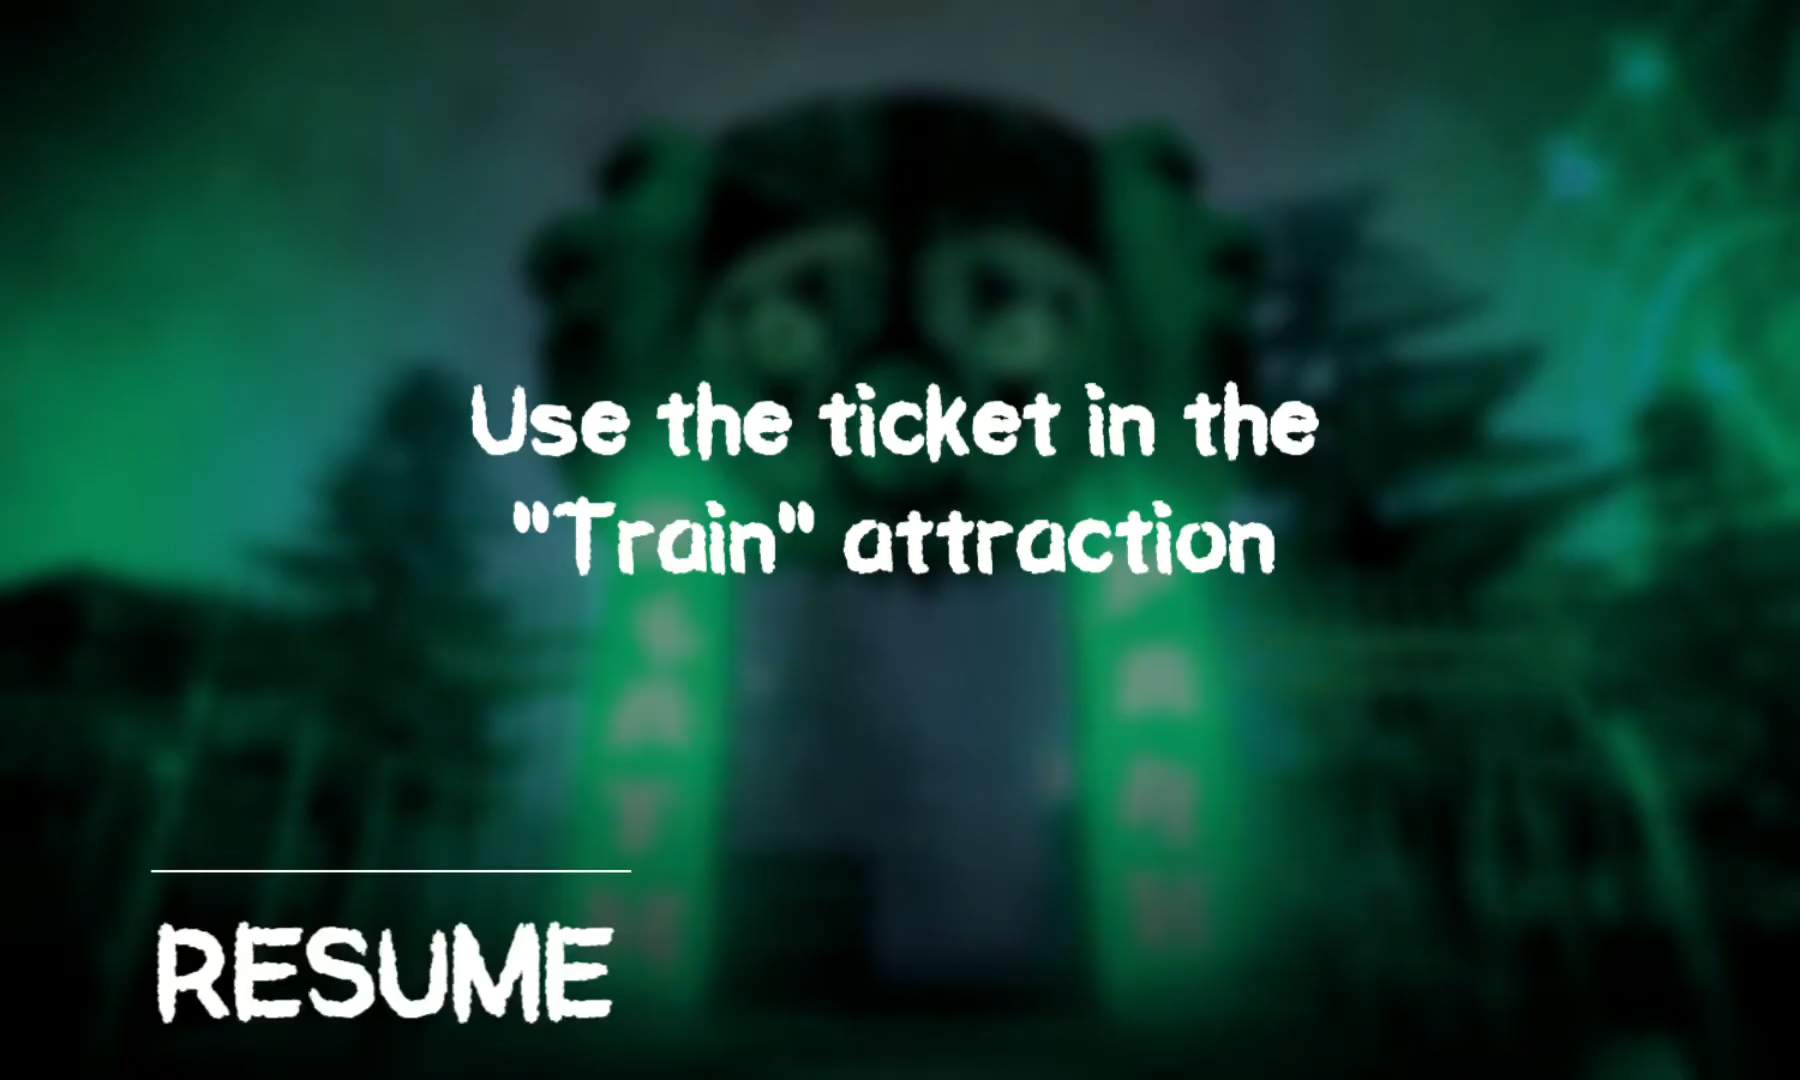 Use the ticket in the
"Train" attraction
RESUME